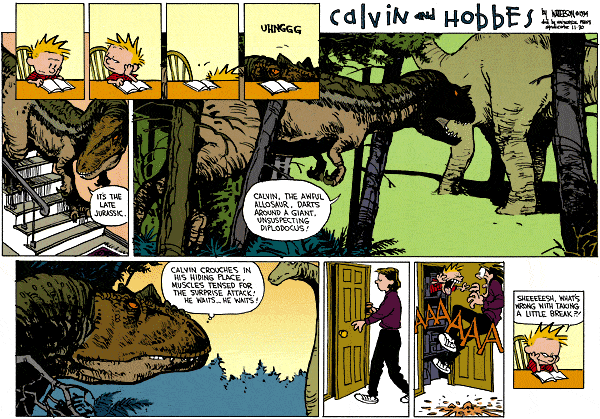 Calvin and Hobbes
by WATTERSON
UHNGGG
IT'S THE
LATE
JURASSIC.
CALVIN, THE AWFUL
ALLOSAUR, DARTS
AROUND A GIANT,
UNSUSPECTING
DIPLODOCUS!
CALVIN CROUCHES IN
HIS HIDING PLACE,
MUSCLES TENSED FOR
THE SURPRISE ATTACK!
HE WAITS... HE WAITS!
AAAAAAA
SHEEEEESH, WHAT'S
WRONG WITH TAKING
A LITTLE BREAK?!